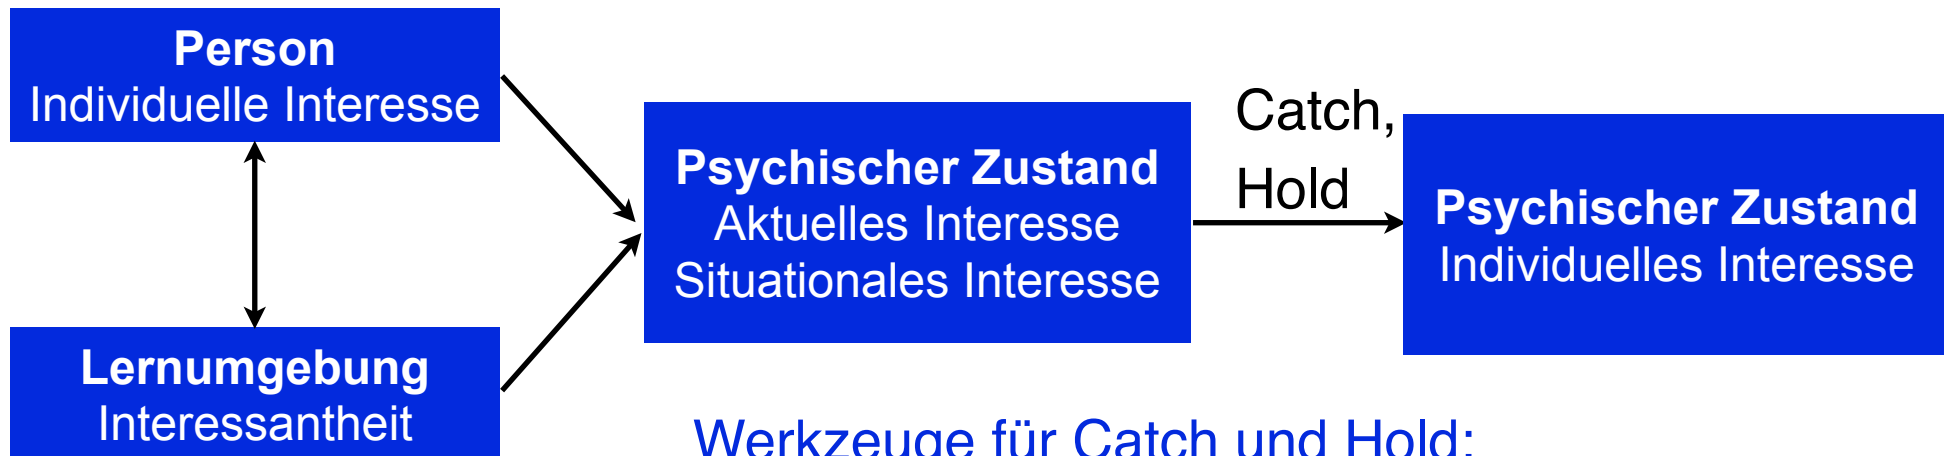 Person
Individuelle Interesse
Lernumgebung
Interessantheit
Psychischer Zustand
Aktuelles Interesse
Situationales Interesse
Catch,
Hold
Psychischer Zustand
Individuelles Interesse
Werkzeuge für Catch und Hold: